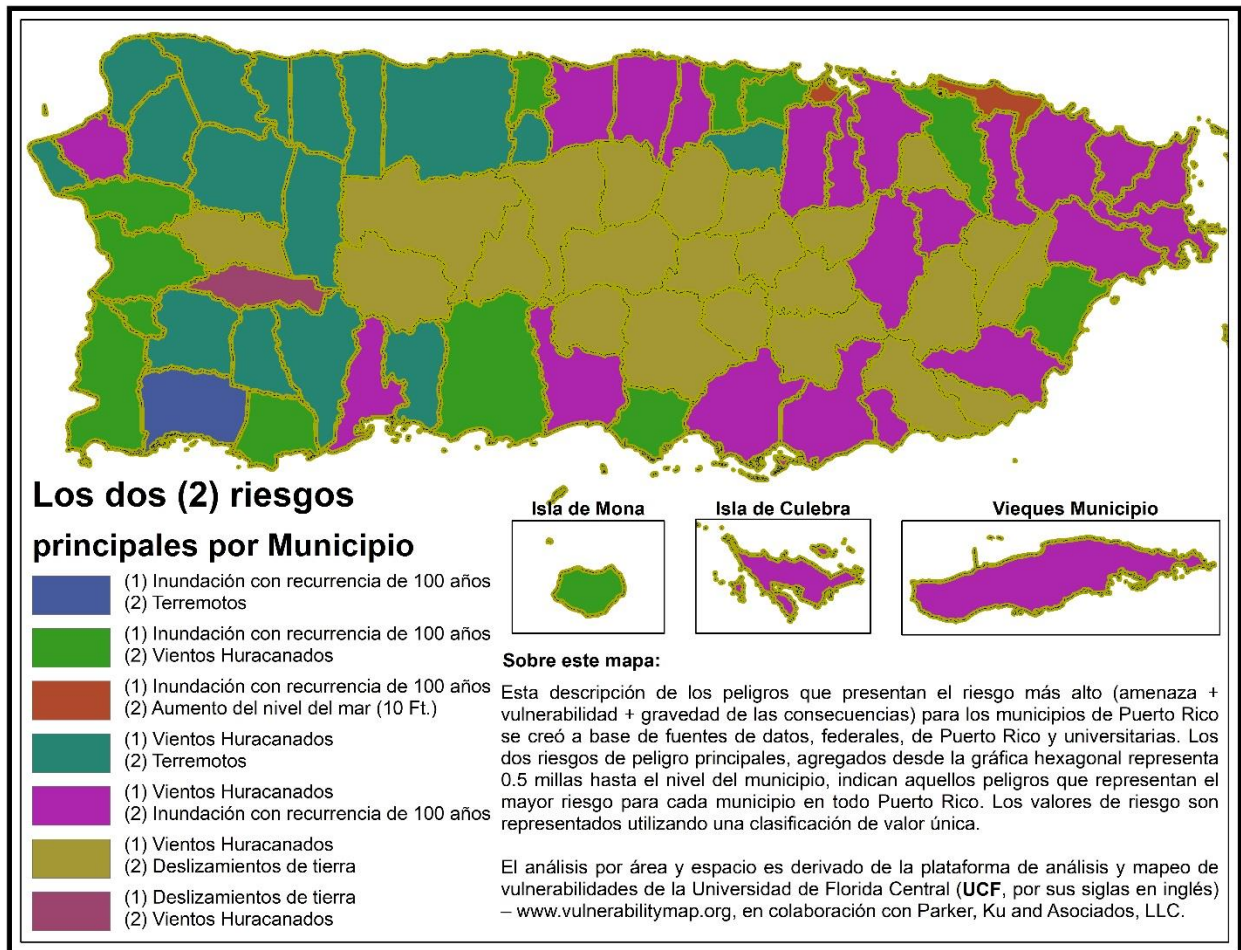 Los dos (2) riesgos
principales por Municipio
(1) Inundación con recurrencia de 100 años
(2) Terremotos
(1) Inundación con recurrencia de 100 años
(2) Vientos Huracanados
(1) Inundación con recurrencia de 100 años
(2) Aumento del nivel del mar (10 Ft.)
(1) Vientos Huracanados
(2) Terremotos
(1) Vientos Huracanados
(2) Inundación con recurrencia de 100 años
(1) Vientos Huracanados
(2) Deslizamientos de tierra
(1) Deslizamientos de tierra
(2) Vientos Huracanados
Isla de Mona
Isla de Culebra
Vieques Municipio
Sobre este mapa:
Esta descripción de los peligros que presentan el riesgo más alto (amenaza +
vulnerabilidad + gravedad de las consecuencias) para los municipios de Puerto Rico
se creó a base de fuentes de datos, federales, de Puerto Rico y universitarias. Los
dos riesgos de peligro principales, agregados desde la gráfica hexagonal representa
0.5 millas hasta el nivel del municipio, indican aquellos peligros que representan el
mayor riesgo para cada municipio en todo Puerto Rico. Los valores de riesgo son
representados utilizando una clasificación de valor única.
El análisis por área y espacio es derivado de la plataforma de análisis y mapeo de
vulnerabilidades de la Universidad de Florida Central (UCF, por sus siglas en inglés)
– www.vulnerabilitymap.org, en colaboración con Parker, Ku and Asociados, LLC.